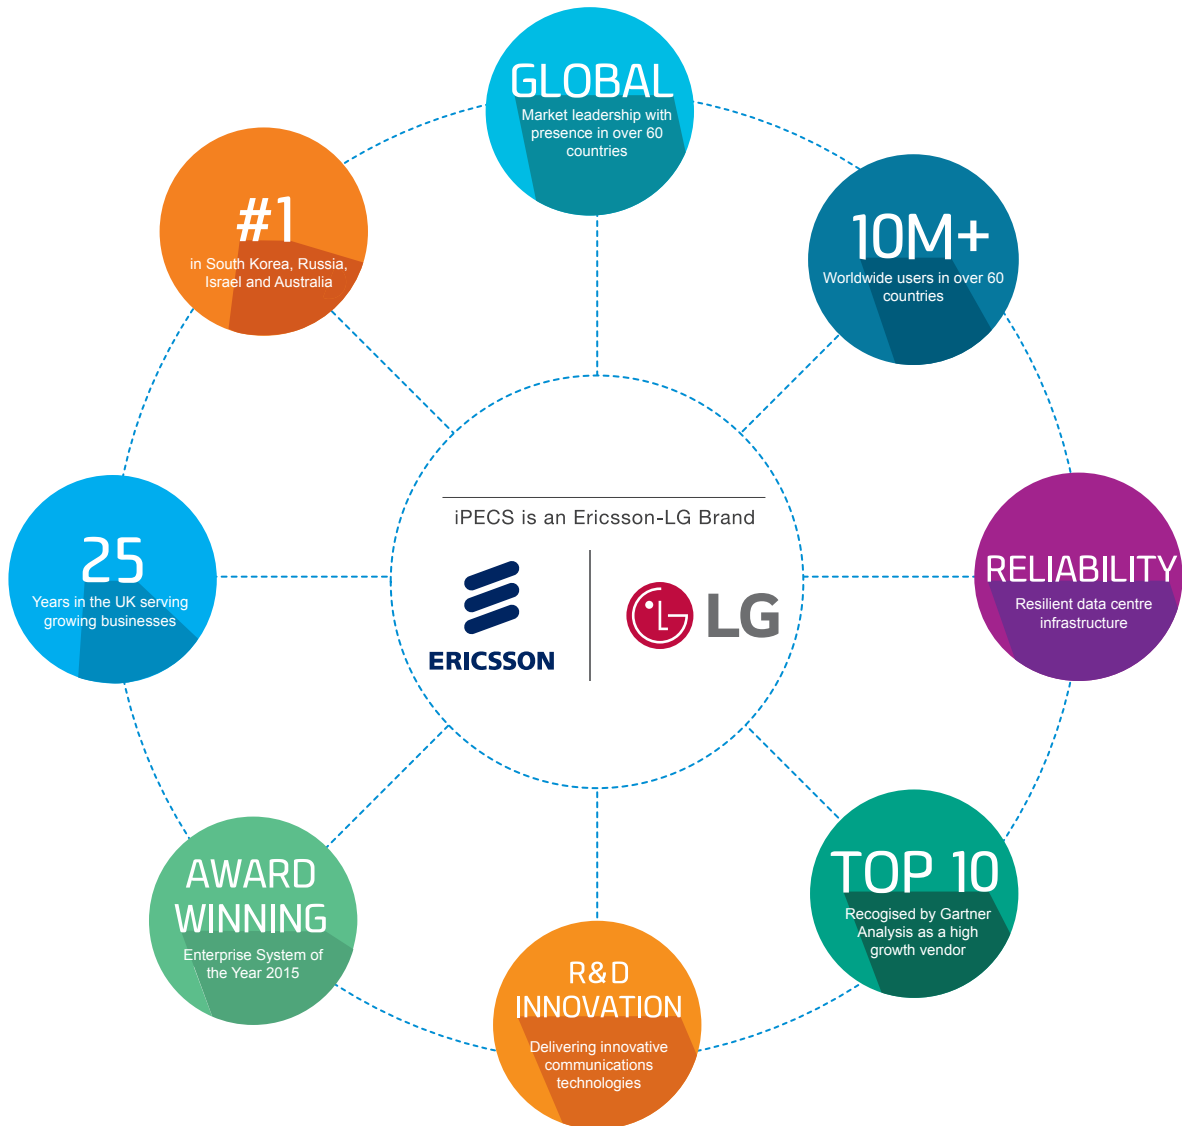 GLOBAL
Market leadership with
presence in over 60
countries
10M+
Worldwide users in over 60
countries
RELIABILITY
Resilient data centre
infrastructure
TOP 10
Recogised by Gartner
Analysis as a high
growth vendor
R&D
INNOVATION
Delivering innovative
communications
technologies
AWARD
WINNING
Enterprise System of
the Year 2015
25
Years in the UK serving
growing businesses
#1
in South Korea, Russia,
Israel and Australia
iPECS is an Ericsson-LG Brand
ERICSSON
LG